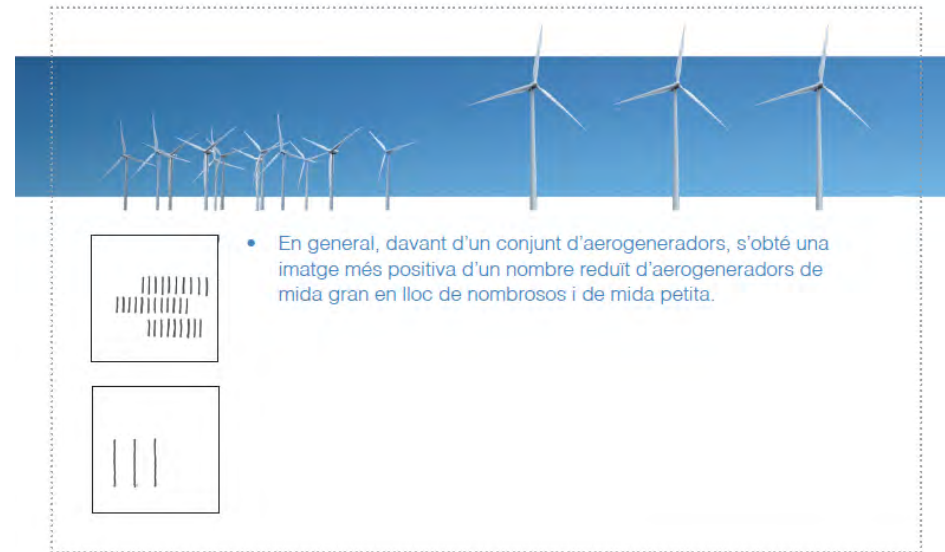 • En general, davant d'un conjunt d'aerogeneradors, s'obté una
imatge més positiva d'un nombre reduït d'aerogeneradors de
mida gran en lloc de nombrosos i de mida petita.